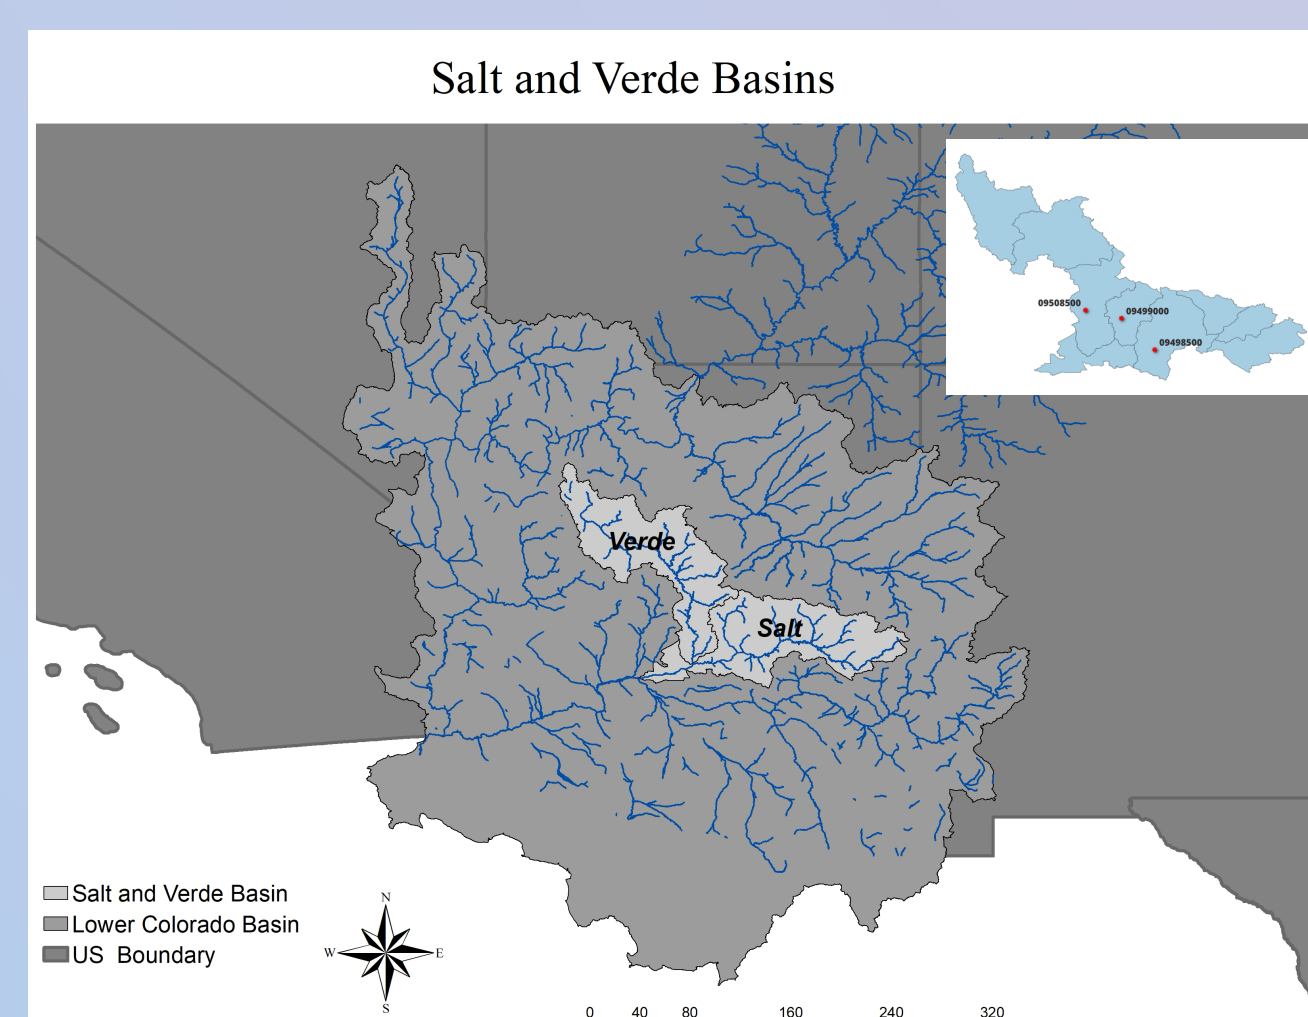 Salt and Verde Basins
09508500
09499000
09498500
Verde
Salt
Salt and Verde Basin
Lower Colorado Basin
US Boundary
N
W
E
S
0 40 80 160 240 320